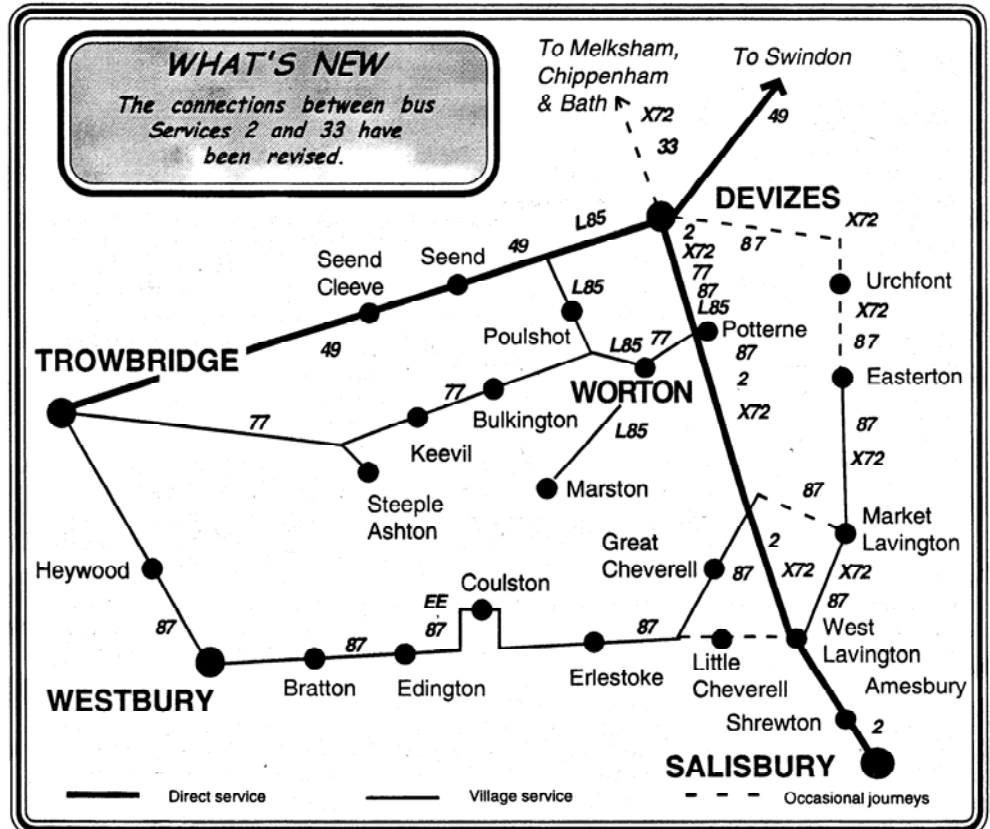 WHAT'S NEW
The connections between bus
Services 2 and 33 have
been revised.
To Melksham,
Chippenham
& Bath
To Swindon
X72
49
33
DEVIZES
L85
2
87
X72
X72
49
Seend
Seend
Cleeve
77
87
Urchfont
L85
L85
X72
Poulshot
Potterne
49
L85
77
87
87
TROWBRIDGE
2
Easterton
WORTON
77
Bulkington
X72
77
L85
87
Keevil
X72
Marston
87
Steeple
Ashton
Market
Lavington
Great
Cheverell
2
Heywood
87
X72
X72
Coulston
EE
87
87
87
87
87
West
Lavington
Bratton
Edington
Erlestoke
Little
Cheverell
WESTBURY
Amesbury
Shrewton
2
SALISBURY
Direct service
Village service
Occasional journeys